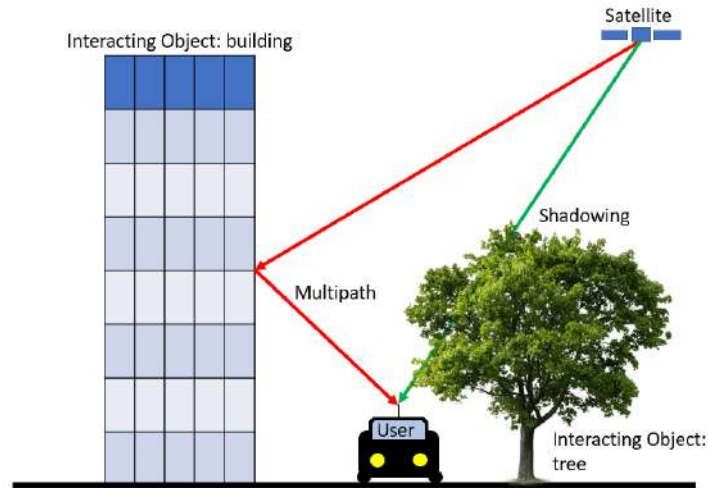 Satellite
Interacting Object: building
Shadowing
Multipath
User
Interacting Object:
tree